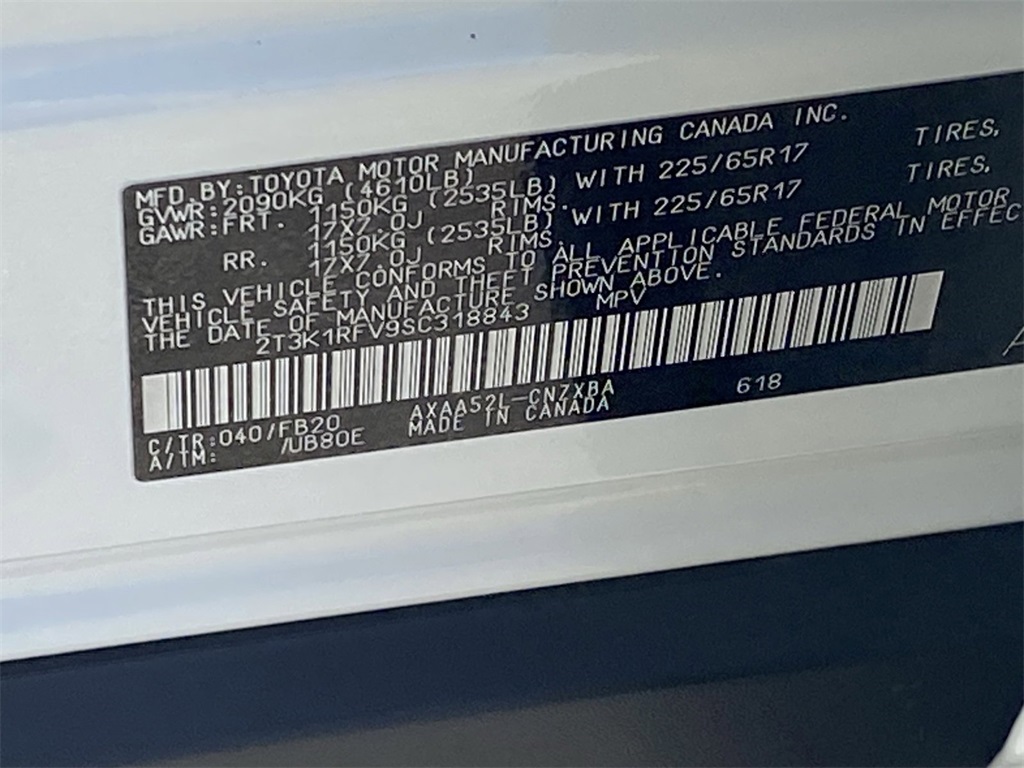 MFD.BY:TOYOTA MOTOR MANUFACTURING CANADA INC.
GVWR:2090KG (4610LB)
GAWR:FRT. 1150KG (2535LB) WITH 225/65R17 TIRES,
17X7.0J RIMS.
RR. 1150KG (2535LB) WITH 225/65R17 TIRES,
17X7.0J RIMS.
THIS VEHICLE CONFORMS TO ALL APPLICABLE FEDERAL MOTOR
VEHICLE SAFETY AND THEFT PREVENTION STANDARDS IN EFFEC
THE DATE OF MANUFACTURE SHOWN ABOVE.
2T3K1RFV9SC318843 MPV
C/TR:040/FB20 AXAA52L-CNZXBA 618
A/TM: /UB80E MADE IN CANADA